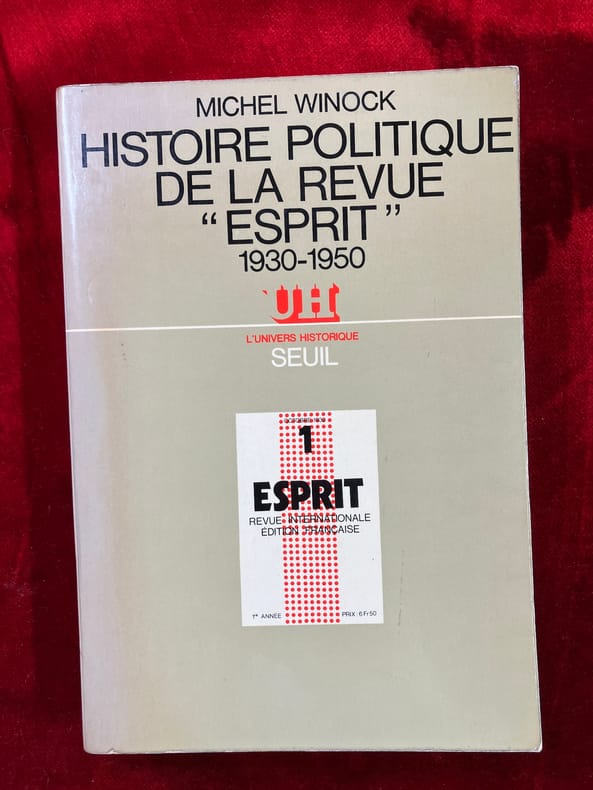 MICHEL WINOCK
HISTOIRE POLITIQUE
DE LA REVUE
“ESPRIT”
1930-1950
UH
L'UNIVERS HISTORIQUE
SEUIL
1
ESPRIT
REVUE INTERNATIONALE
ÉDITION FRANÇAISE
1e ANNÉE PRIX : 6 Fr 50